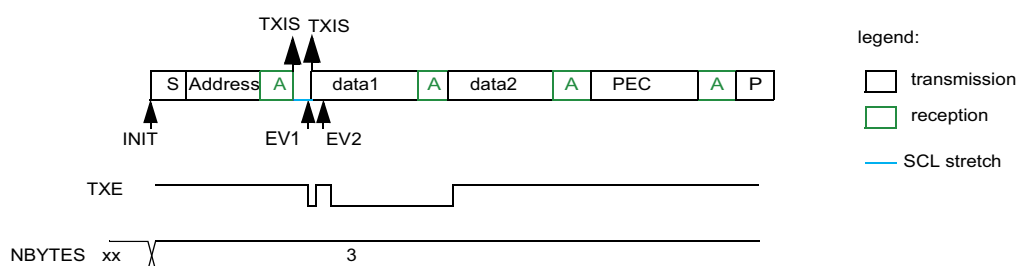 TXIS TXIS
legend:
S Address A data1 A data2 A PEC A P
transmission
reception
INIT EV1 EV2
SCL stretch
TXE
NBYTES xx 3